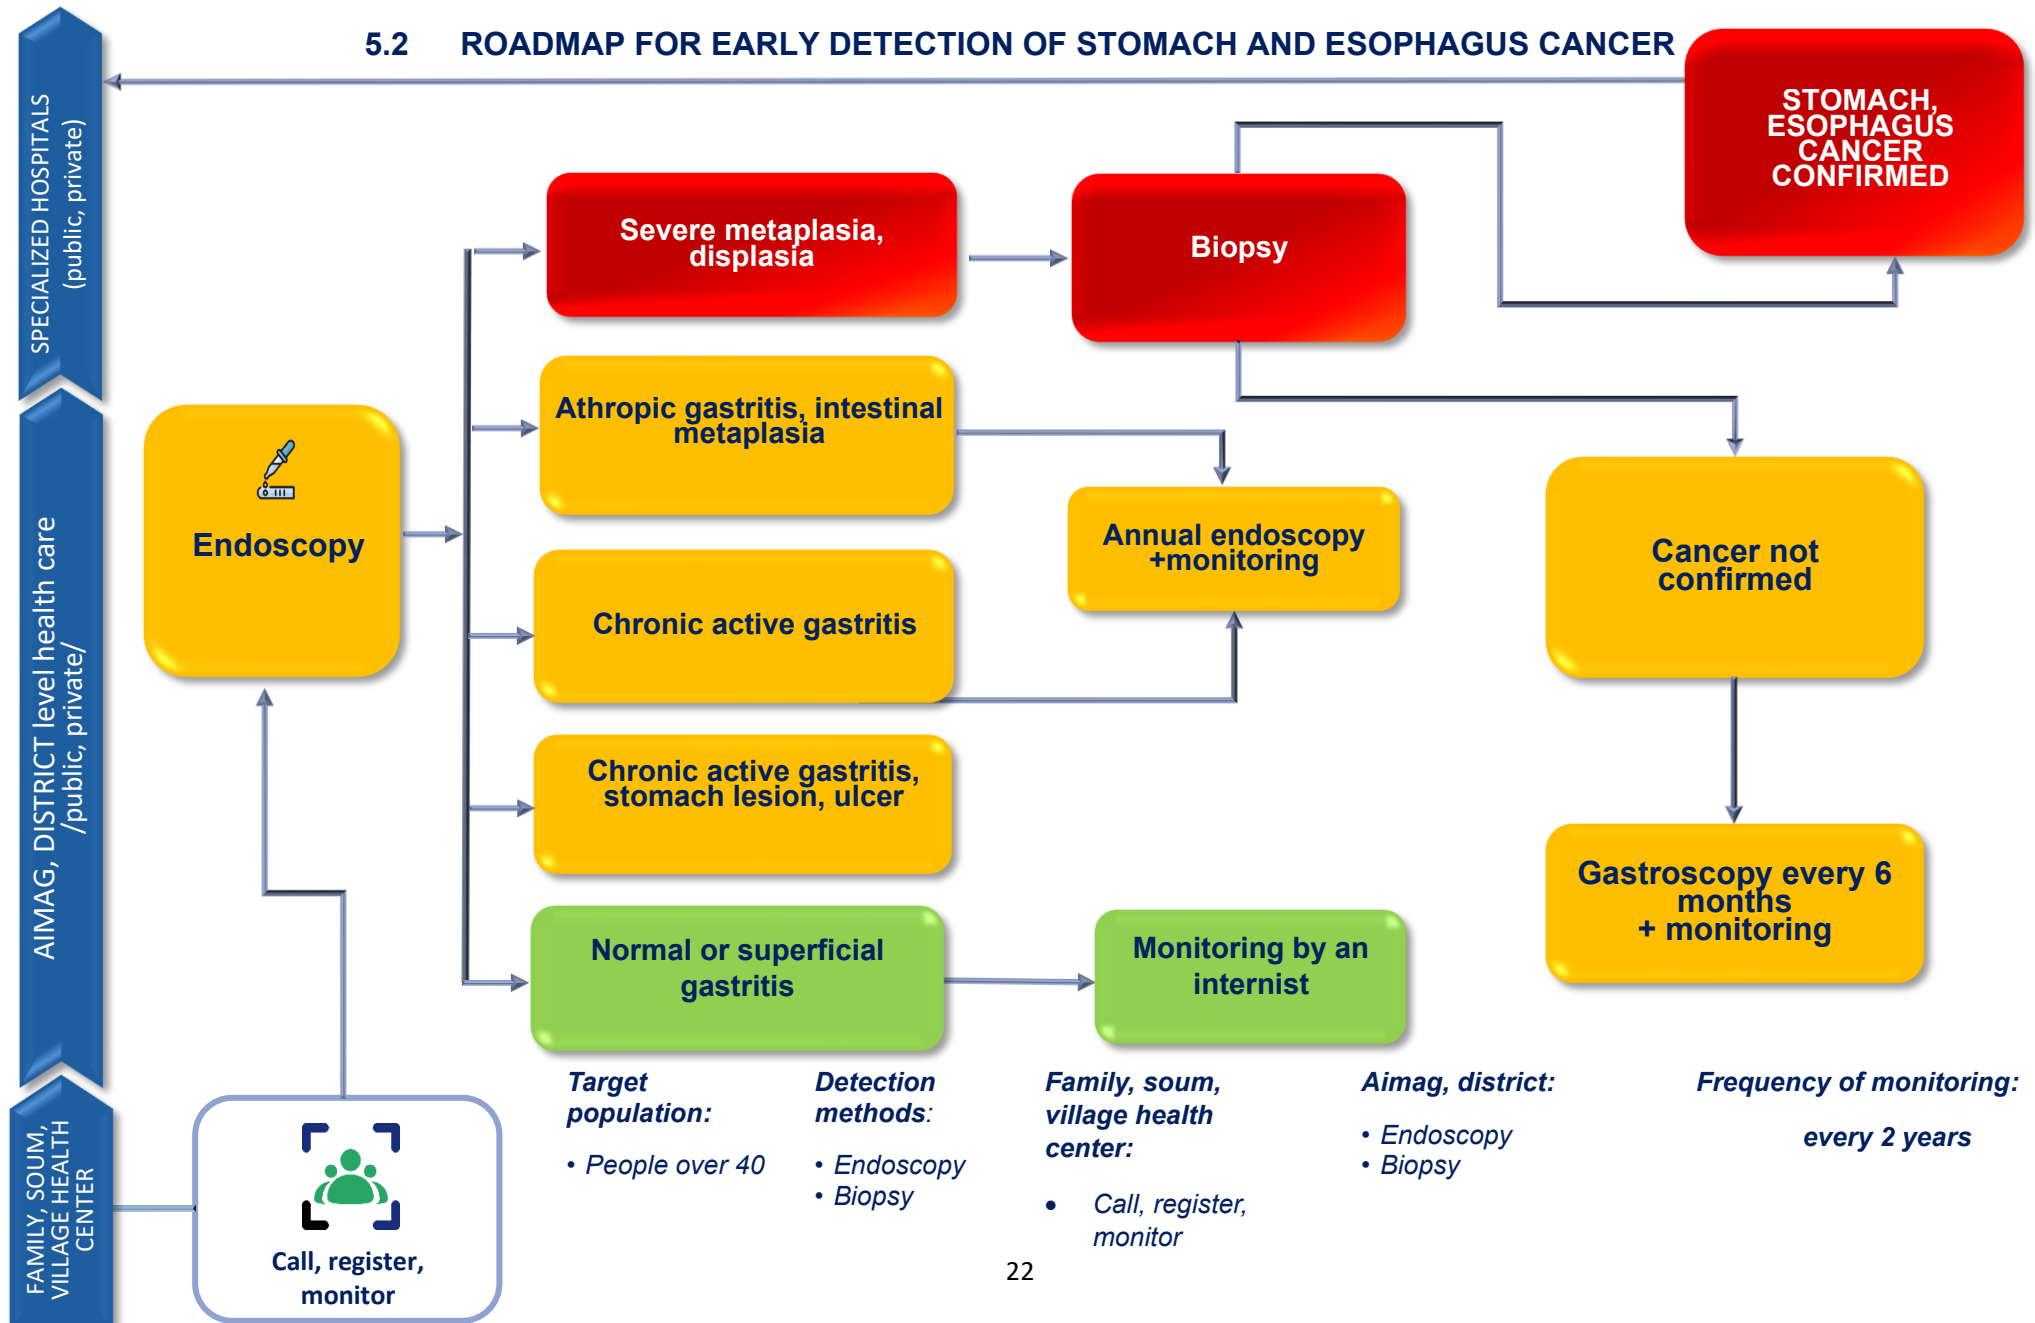 5.2 ROADMAP FOR EARLY DETECTION OF STOMACH AND ESOPHAGUS CANCER
SPECIALIZED HOSPITALS
(public, private)
AIMAG, DISTRICT level health care
/public, private/
FAMILY, SOUM,
VILLAGE HEALTH
CENTER
STOMACH,
ESOPHAGUS
CANCER
CONFIRMED
Severe metaplasia,
displasia
Biopsy
Athropic gastritis, intestinal
metaplasia
Endoscopy
Annual endoscopy
+monitoring
Cancer not
confirmed
Chronic active gastritis
Chronic active gastritis,
stomach lesion, ulcer
Gastroscopy every 6
months
+ monitoring
Normal or superficial
gastritis
Monitoring by an
internist
Call, register,
monitor
Target
population:
• People over 40
Detection
methods:
• Endoscopy
• Biopsy
Family, soum,
village health
center:
• Call, register,
monitor
Aimag, district:
• Endoscopy
• Biopsy
Frequency of monitoring:
every 2 years
22